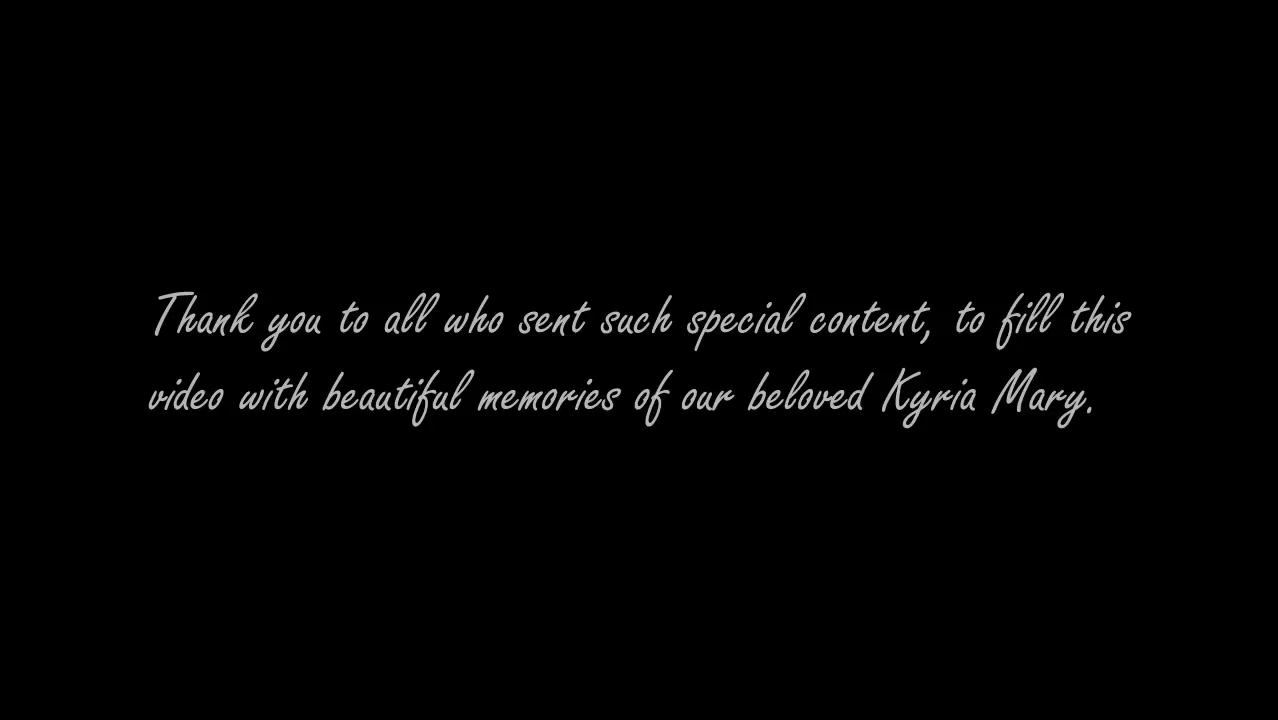 Thank you to all who sent such special content, to fill this
video with beautiful memories of our beloved Kyria Mary.